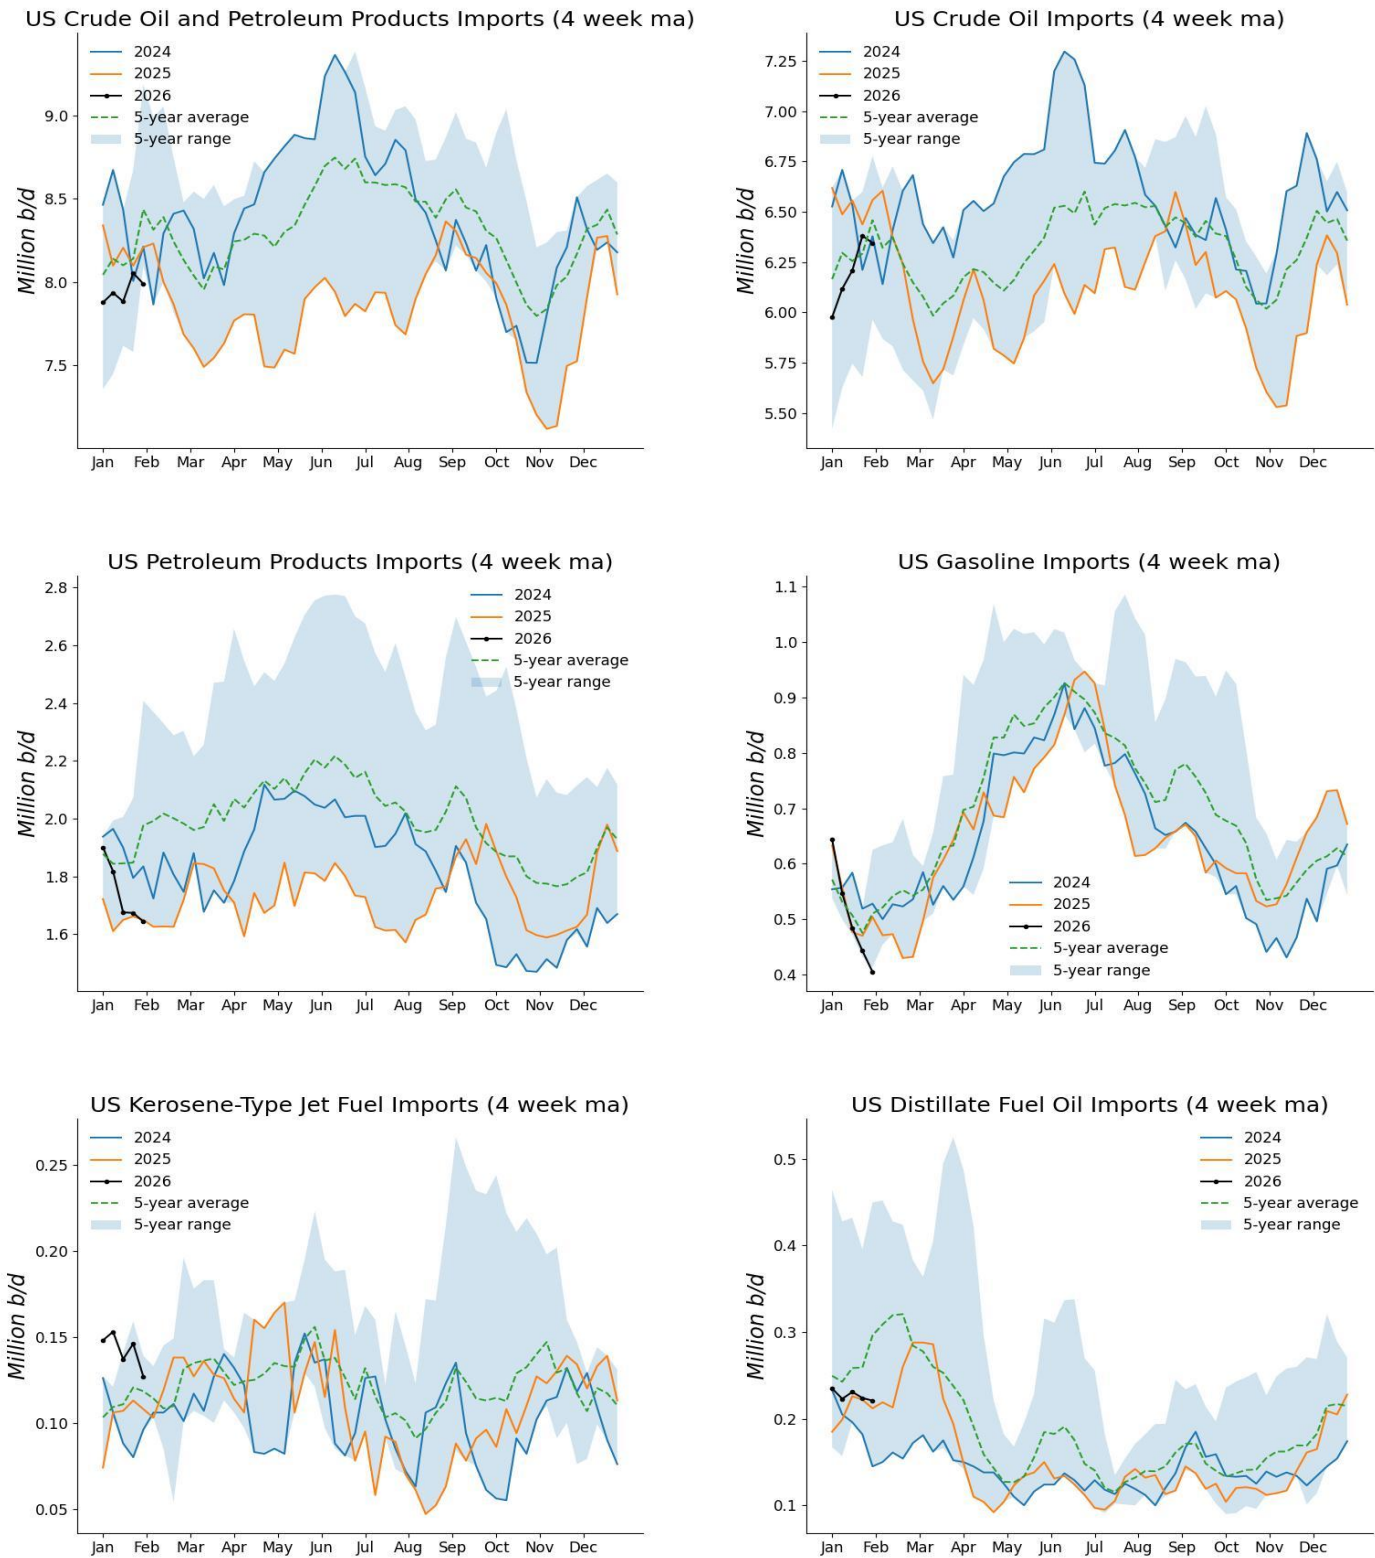 US Crude Oil and Petroleum Products Imports (4 week ma)
Million b/d
9.0
8.5
8.0
7.5
2024
2025
2026
5-year average
5-year range
Jan Feb Mar Apr May Jun Jul Aug Sep Oct Nov Dec
US Crude Oil Imports (4 week ma)
Million b/d
7.25
7.00
6.75
6.50
6.25
6.00
5.75
5.50
2024
2025
2026
5-year average
5-year range
Jan Feb Mar Apr May Jun Jul Aug Sep Oct Nov Dec
US Petroleum Products Imports (4 week ma)
Million b/d
2.8
2.6
2.4
2.2
2.0
1.8
1.6
2024
2025
2026
5-year average
5-year range
Jan Feb Mar Apr May Jun Jul Aug Sep Oct Nov Dec
US Gasoline Imports (4 week ma)
Million b/d
1.1
1.0
0.9
0.8
0.7
0.6
0.5
0.4
2024
2025
2026
5-year average
5-year range
Jan Feb Mar Apr May Jun Jul Aug Sep Oct Nov Dec
US Kerosene-Type Jet Fuel Imports (4 week ma)
Million b/d
0.25
0.20
0.15
0.10
0.05
2024
2025
2026
5-year average
5-year range
Jan Feb Mar Apr May Jun Jul Aug Sep Oct Nov Dec
US Distillate Fuel Oil Imports (4 week ma)
Million b/d
0.5
0.4
0.3
0.2
0.1
2024
2025
2026
5-year average
5-year range
Jan Feb Mar Apr May Jun Jul Aug Sep Oct Nov Dec